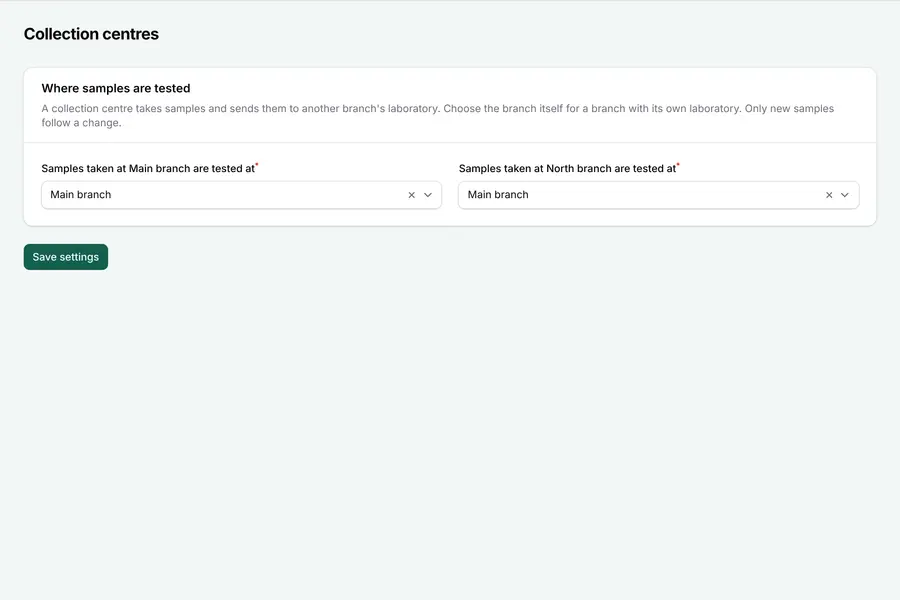 Collection centres
Where samples are tested
A collection centre takes samples and sends them to another branch's laboratory. Choose the branch itself for a branch with its own laboratory. Only new samples
follow a change.
Samples taken at Main branch are tested at*
Samples taken at North branch are tested at*
Main branch
Main branch
Save settings